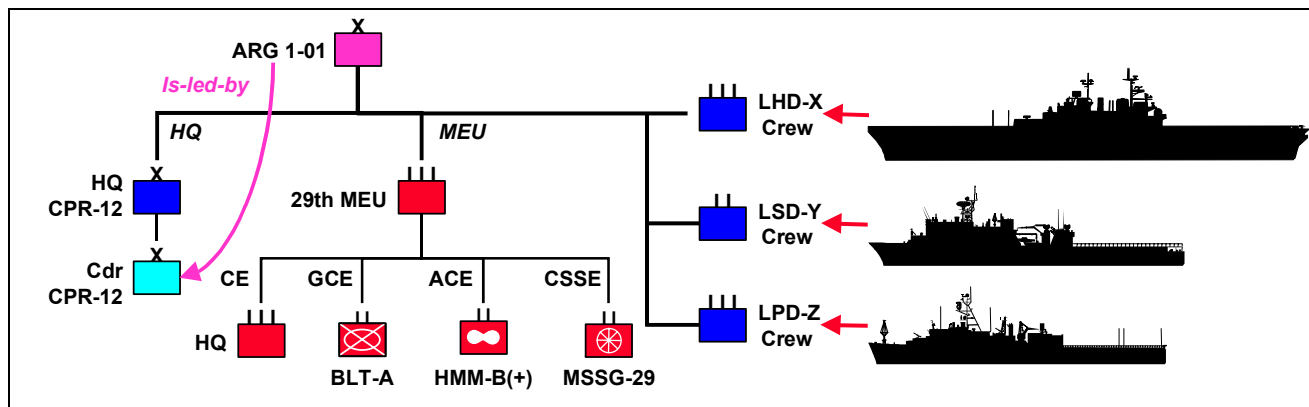 X
ARG 1-01
Is-led-by
HQ
MEU
LHD-X
Crew
X
HQ
CPR-12
29th MEU
LSD-Y
Crew
X
Cdr
CPR-12
CE
GCE
ACE
CSSE
LPD-Z
Crew
HQ
BLT-A
HMM-B(+)
MSSG-29